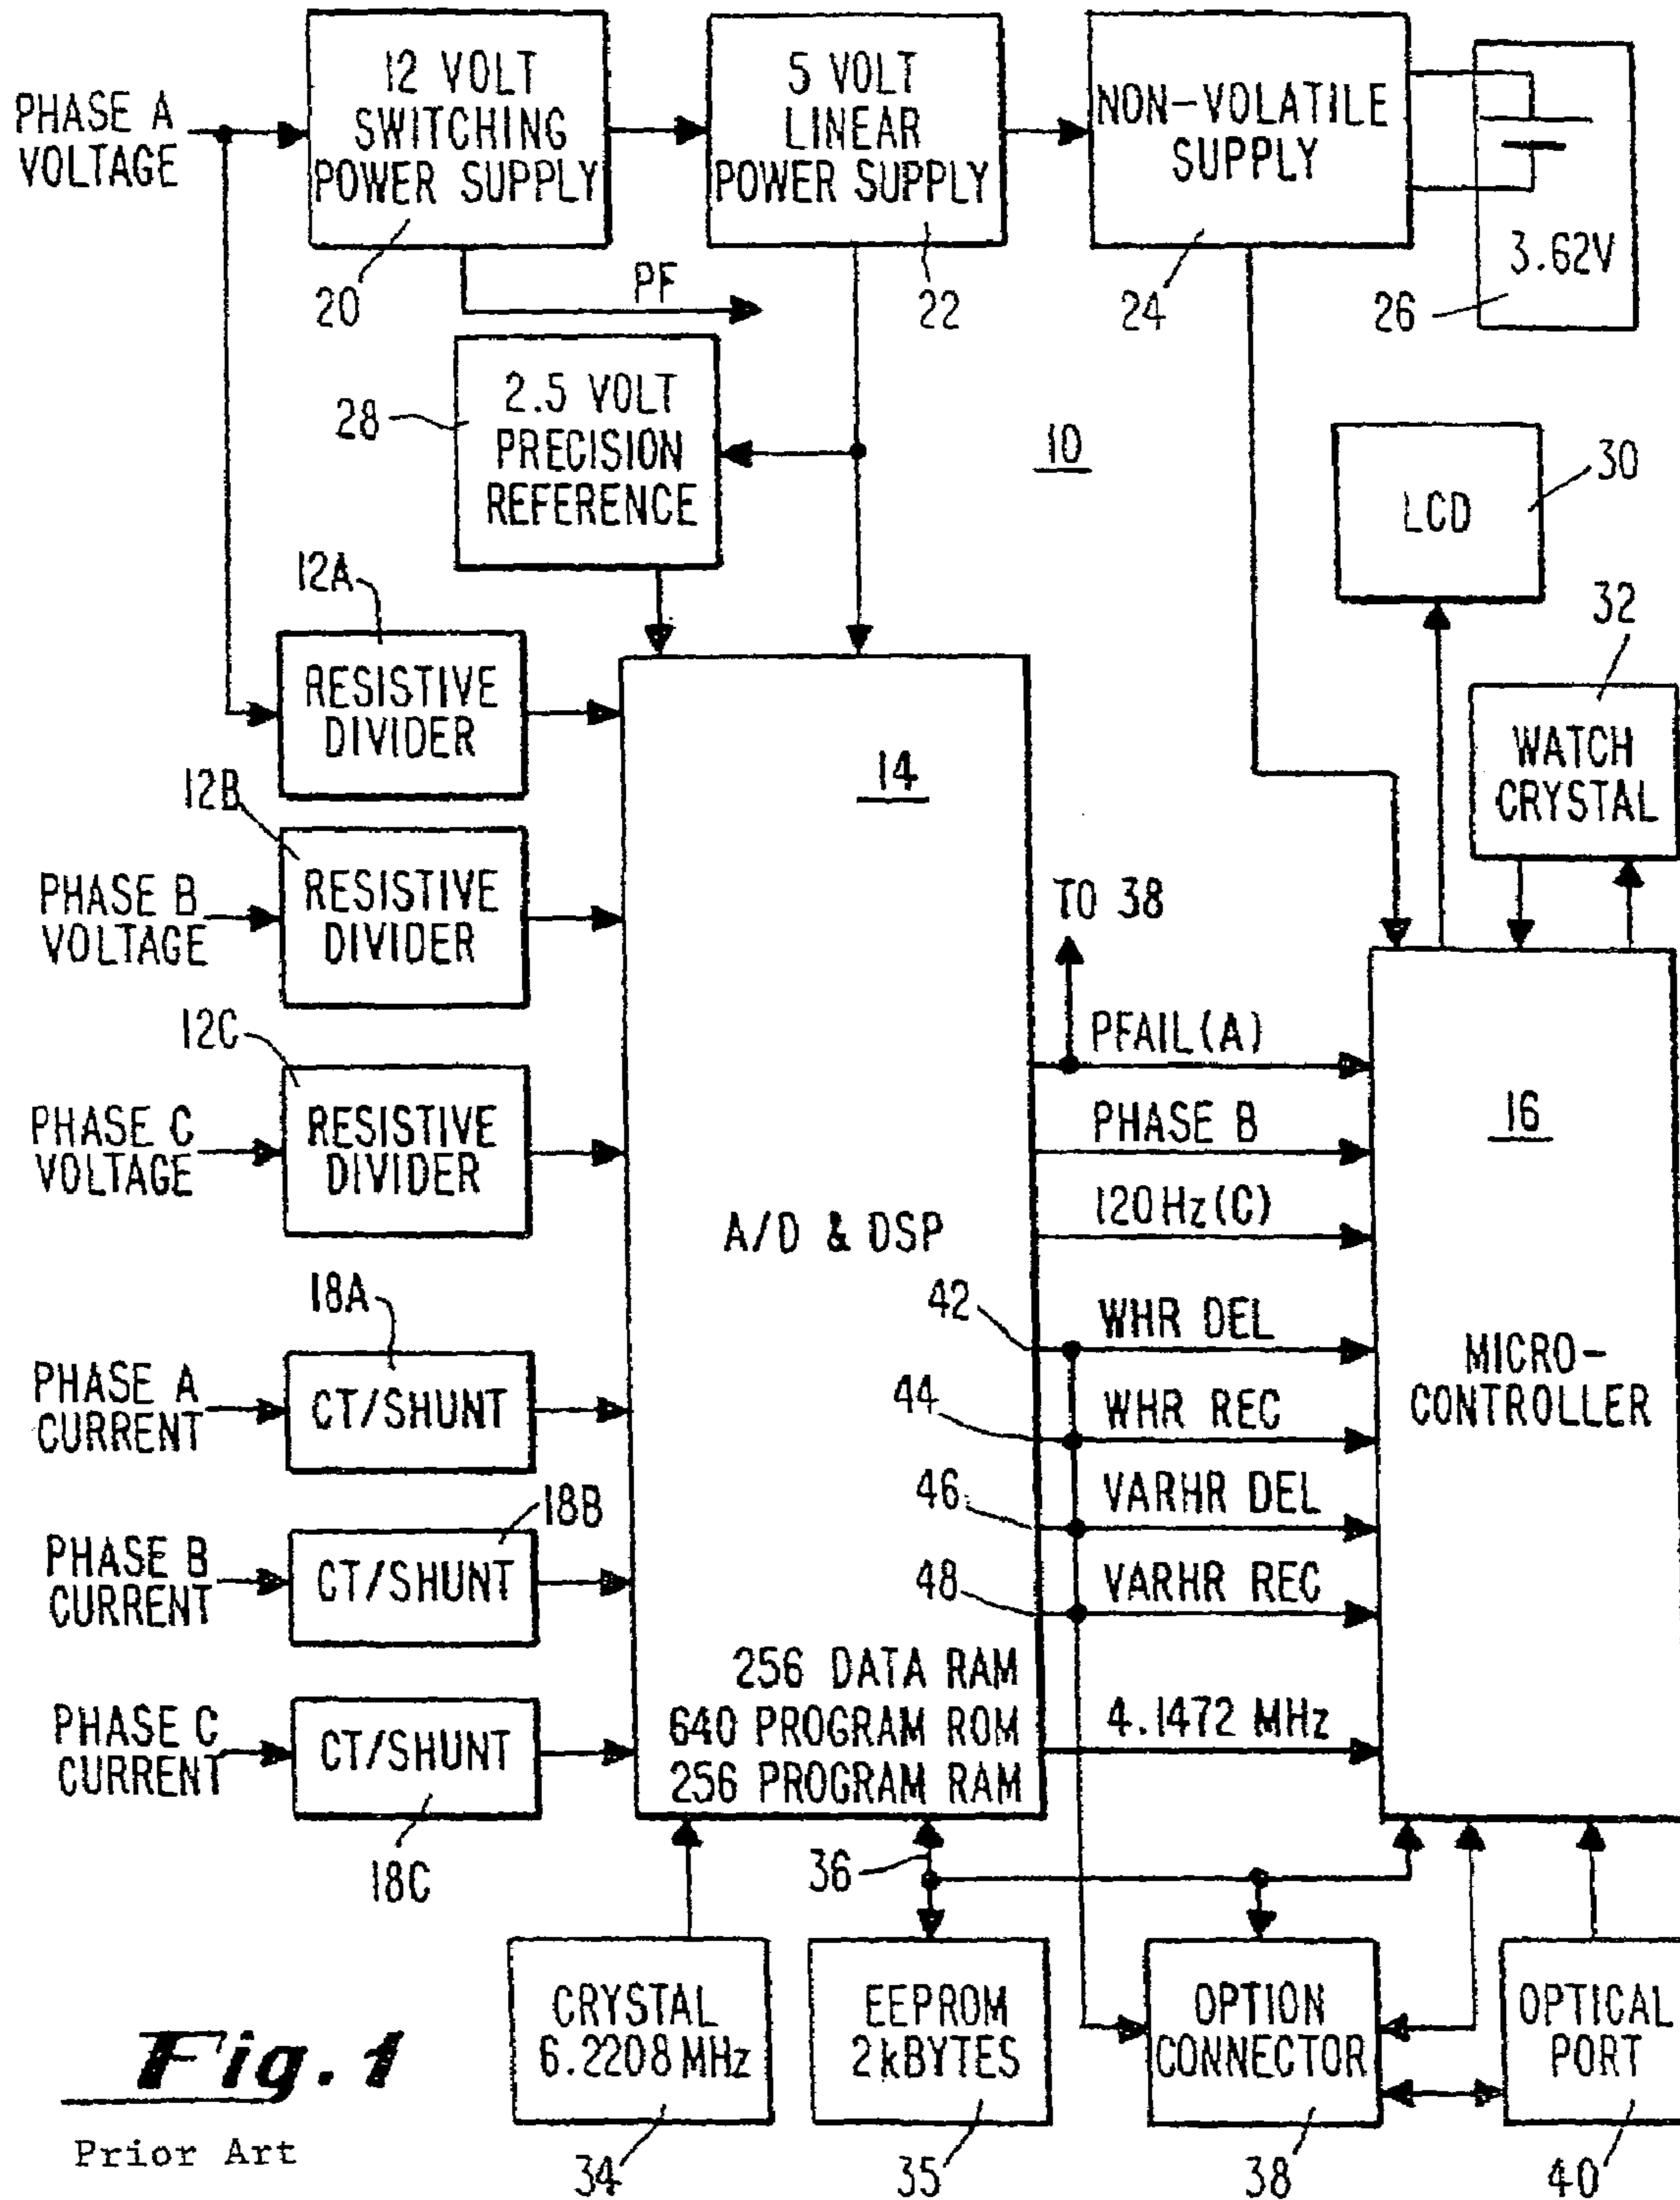 PHASE A
VOLTAGE
12 VOLT
SWITCHING
POWER SUPPLY
20
5 VOLT
LINEAR
POWER SUPPLY
22
NON-VOLATILE
SUPPLY
24
3.62V
26
PF
28
2.5 VOLT
PRECISION
REFERENCE
10
LCD
30
32
WATCH
CRYSTAL
12A
RESISTIVE
DIVIDER
12B
PHASE B
VOLTAGE
RESISTIVE
DIVIDER
12C
PHASE C
VOLTAGE
RESISTIVE
DIVIDER
18A
PHASE A
CURRENT
CT/SHUNT
18B
PHASE B
CURRENT
CT/SHUNT
PHASE C
CURRENT
CT/SHUNT
18C
14
A/D & DSP
256 DATA RAM
640 PROGRAM ROM
256 PROGRAM RAM
TO 38
PFAIL(A)
PHASE B
120Hz(C)
42
WHR DEL
44
WHR REC
46
VARHR DEL
48
VARHR REC
4.1472 MHz
16
MICRO-
CONTROLLER
36
CRYSTAL
6.2208 MHz
34
EEPROM
2kBYTES
35
OPTION
CONNECTOR
38
OPTICAL
PORT
40
Fig. 1
Prior Art